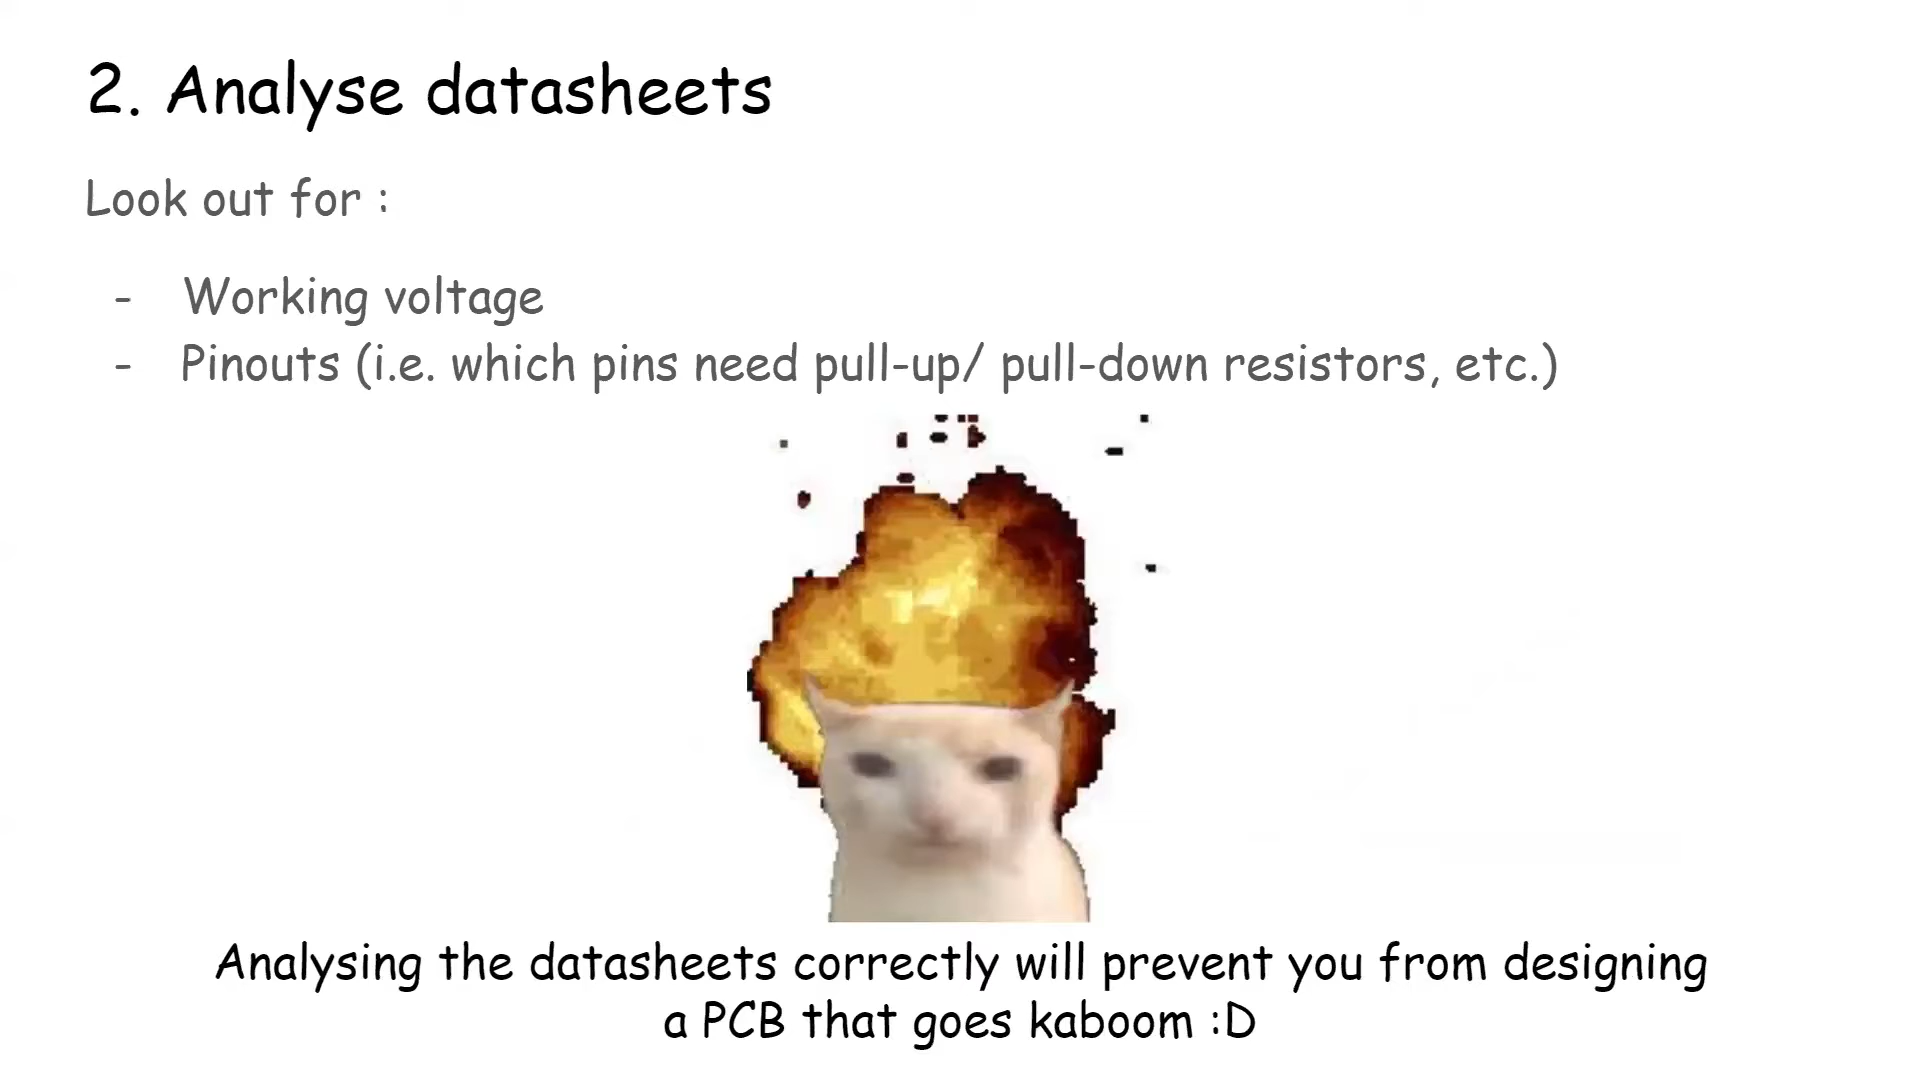 2. Analyse datasheets
Look out for :
- Working voltage
- Pinouts (i.e. which pins need pull-up/ pull-down resistors, etc.)
Analysing the datasheets correctly will prevent you from designing
a PCB that goes kaboom :D